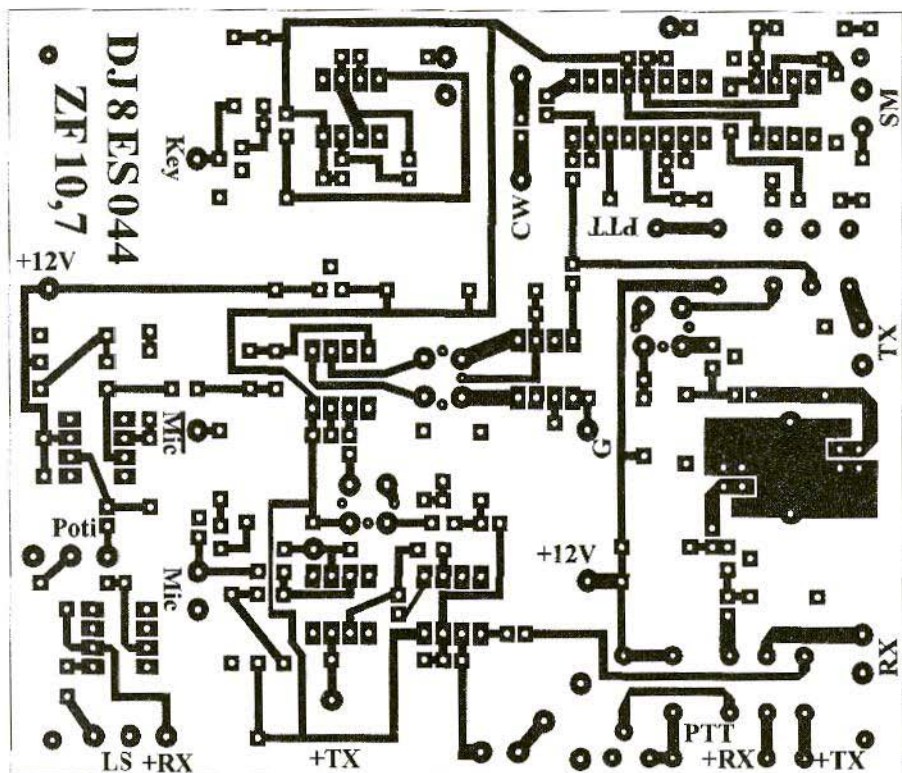 DJ8ES 044
ZF 10,7
Key
CW
SM
PTT
+12V
TX
Mic
G
Poti
Mic
+12V
RX
PTT
LS
+RX
+TX
+RX
+TX